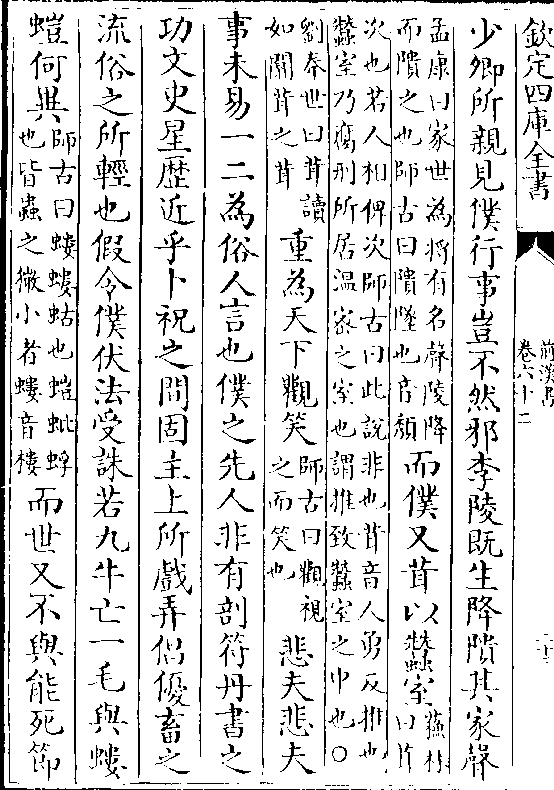 欽定四庫全書
前漢書
卷六十二
少卿所親見僕行事豈不然邪李陵既生降隤其家聲
孟康曰家世為將有名聲陵降
而隤之也師古曰隤墜也音頽
而僕又茸以蠶室
蘇林
曰茸
次也若人相俾次師古曰此說非也茸音人勇反推也
蠶室乃腐刑所居温宻之室也謂推致蠶室之中也○
劉奉世曰茸讀
如闒茸之茸
重為天下觀笑
師古曰觀視
之而笑也
悲夫悲夫
事未易一二為俗人言也僕之先人非有剖符丹書之
功文史星歴近乎卜祝之間固主上所戲弄倡優畜之
流俗之所輕也假令僕伏法受誅若九牛亡一毛與螻
螘何異
師古曰螻螻蛄也螘蚍蜉
也皆蟲之微小者螻音樓
而世又不與能死節